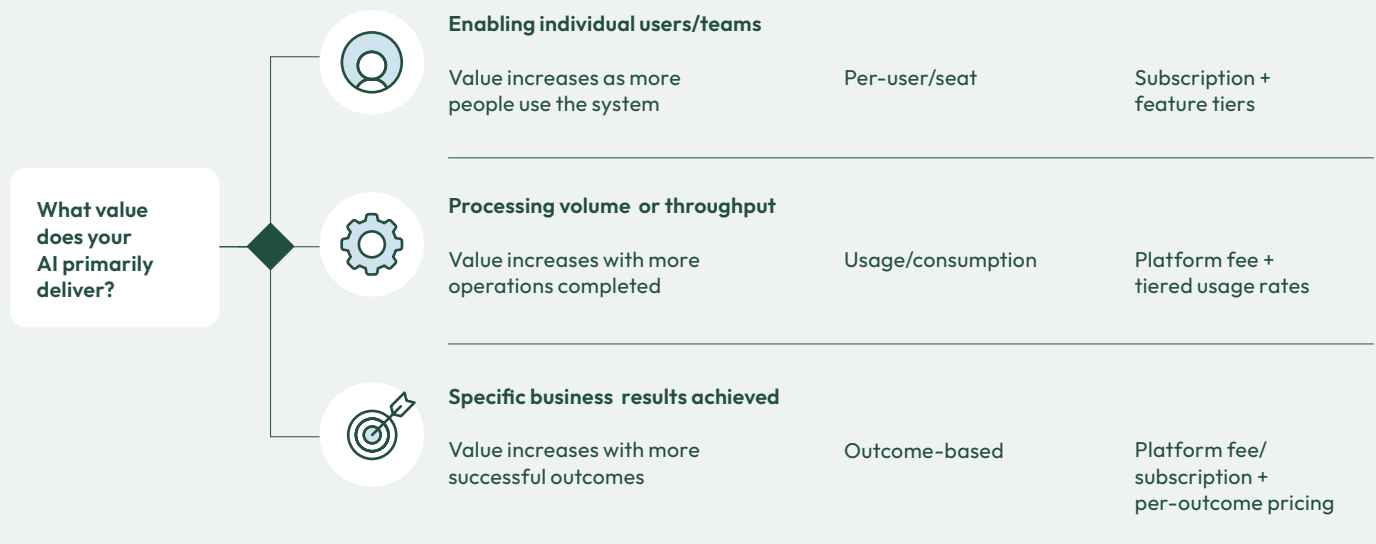 What value
does your
AI primarily
deliver?
Enabling individual users/teams
Value increases as more
people use the system
Per-user/seat
Subscription +
feature tiers
Processing volume or throughput
Value increases with more
operations completed
Usage/consumption
Platform fee +
tiered usage rates
Specific business results achieved
Value increases with more
successful outcomes
Outcome-based
Platform fee/
subscription +
per-outcome pricing